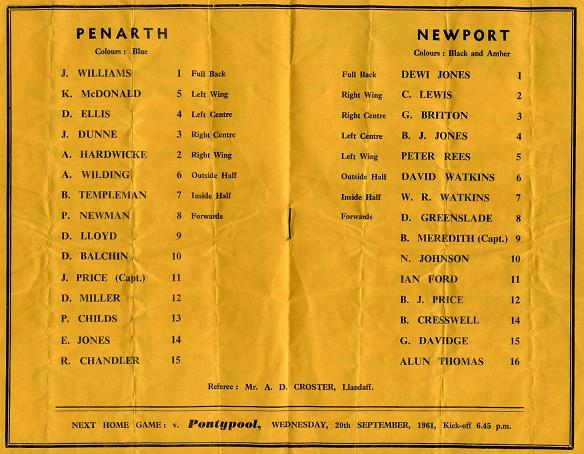 PENARTH
Colours : Blue
J. WILLIAMS 1 Full Back
K. McDONALD 5 Left Wing
D. ELLIS 4 Left Centre
J. DUNNE 3 Right Centre
A. HARDWICKE 2 Right Wing
A. WILDING 6 Outside Half
B. TEMPLEMAN 7 Inside Half
P. NEWMAN 8 Forwards
D. LLOYD 9
D. BALCHIN 10
J. PRICE (Capt.) 11
D. MILLER 12
P. CHILDS 13
E. JONES 14
R. CHANDLER 15
NEWPORT
Colours : Black and Amber
Full Back DEWI JONES 1
Right Wing C. LEWIS 2
Right Centre G. BRITTON 3
Left Centre B. J. JONES 4
Left Wing PETER REES 5
Outside Half DAVID WATKINS 6
Inside Half W. R. WATKINS 7
Forwards D. GREENSLADE 8
B. MEREDITH (Capt.) 9
N. JOHNSON 10
IAN FORD 11
B. J. PRICE 12
B. CRESSWELL 14
G. DAVIDGE 15
ALUN THOMAS 16
Referee : Mr. A. D. CROSTER, Llandaff.
NEXT HOME GAME : v. Pontypool, WEDNESDAY, 20th SEPTEMBER, 1961, Kick-off 6.45 p.m.